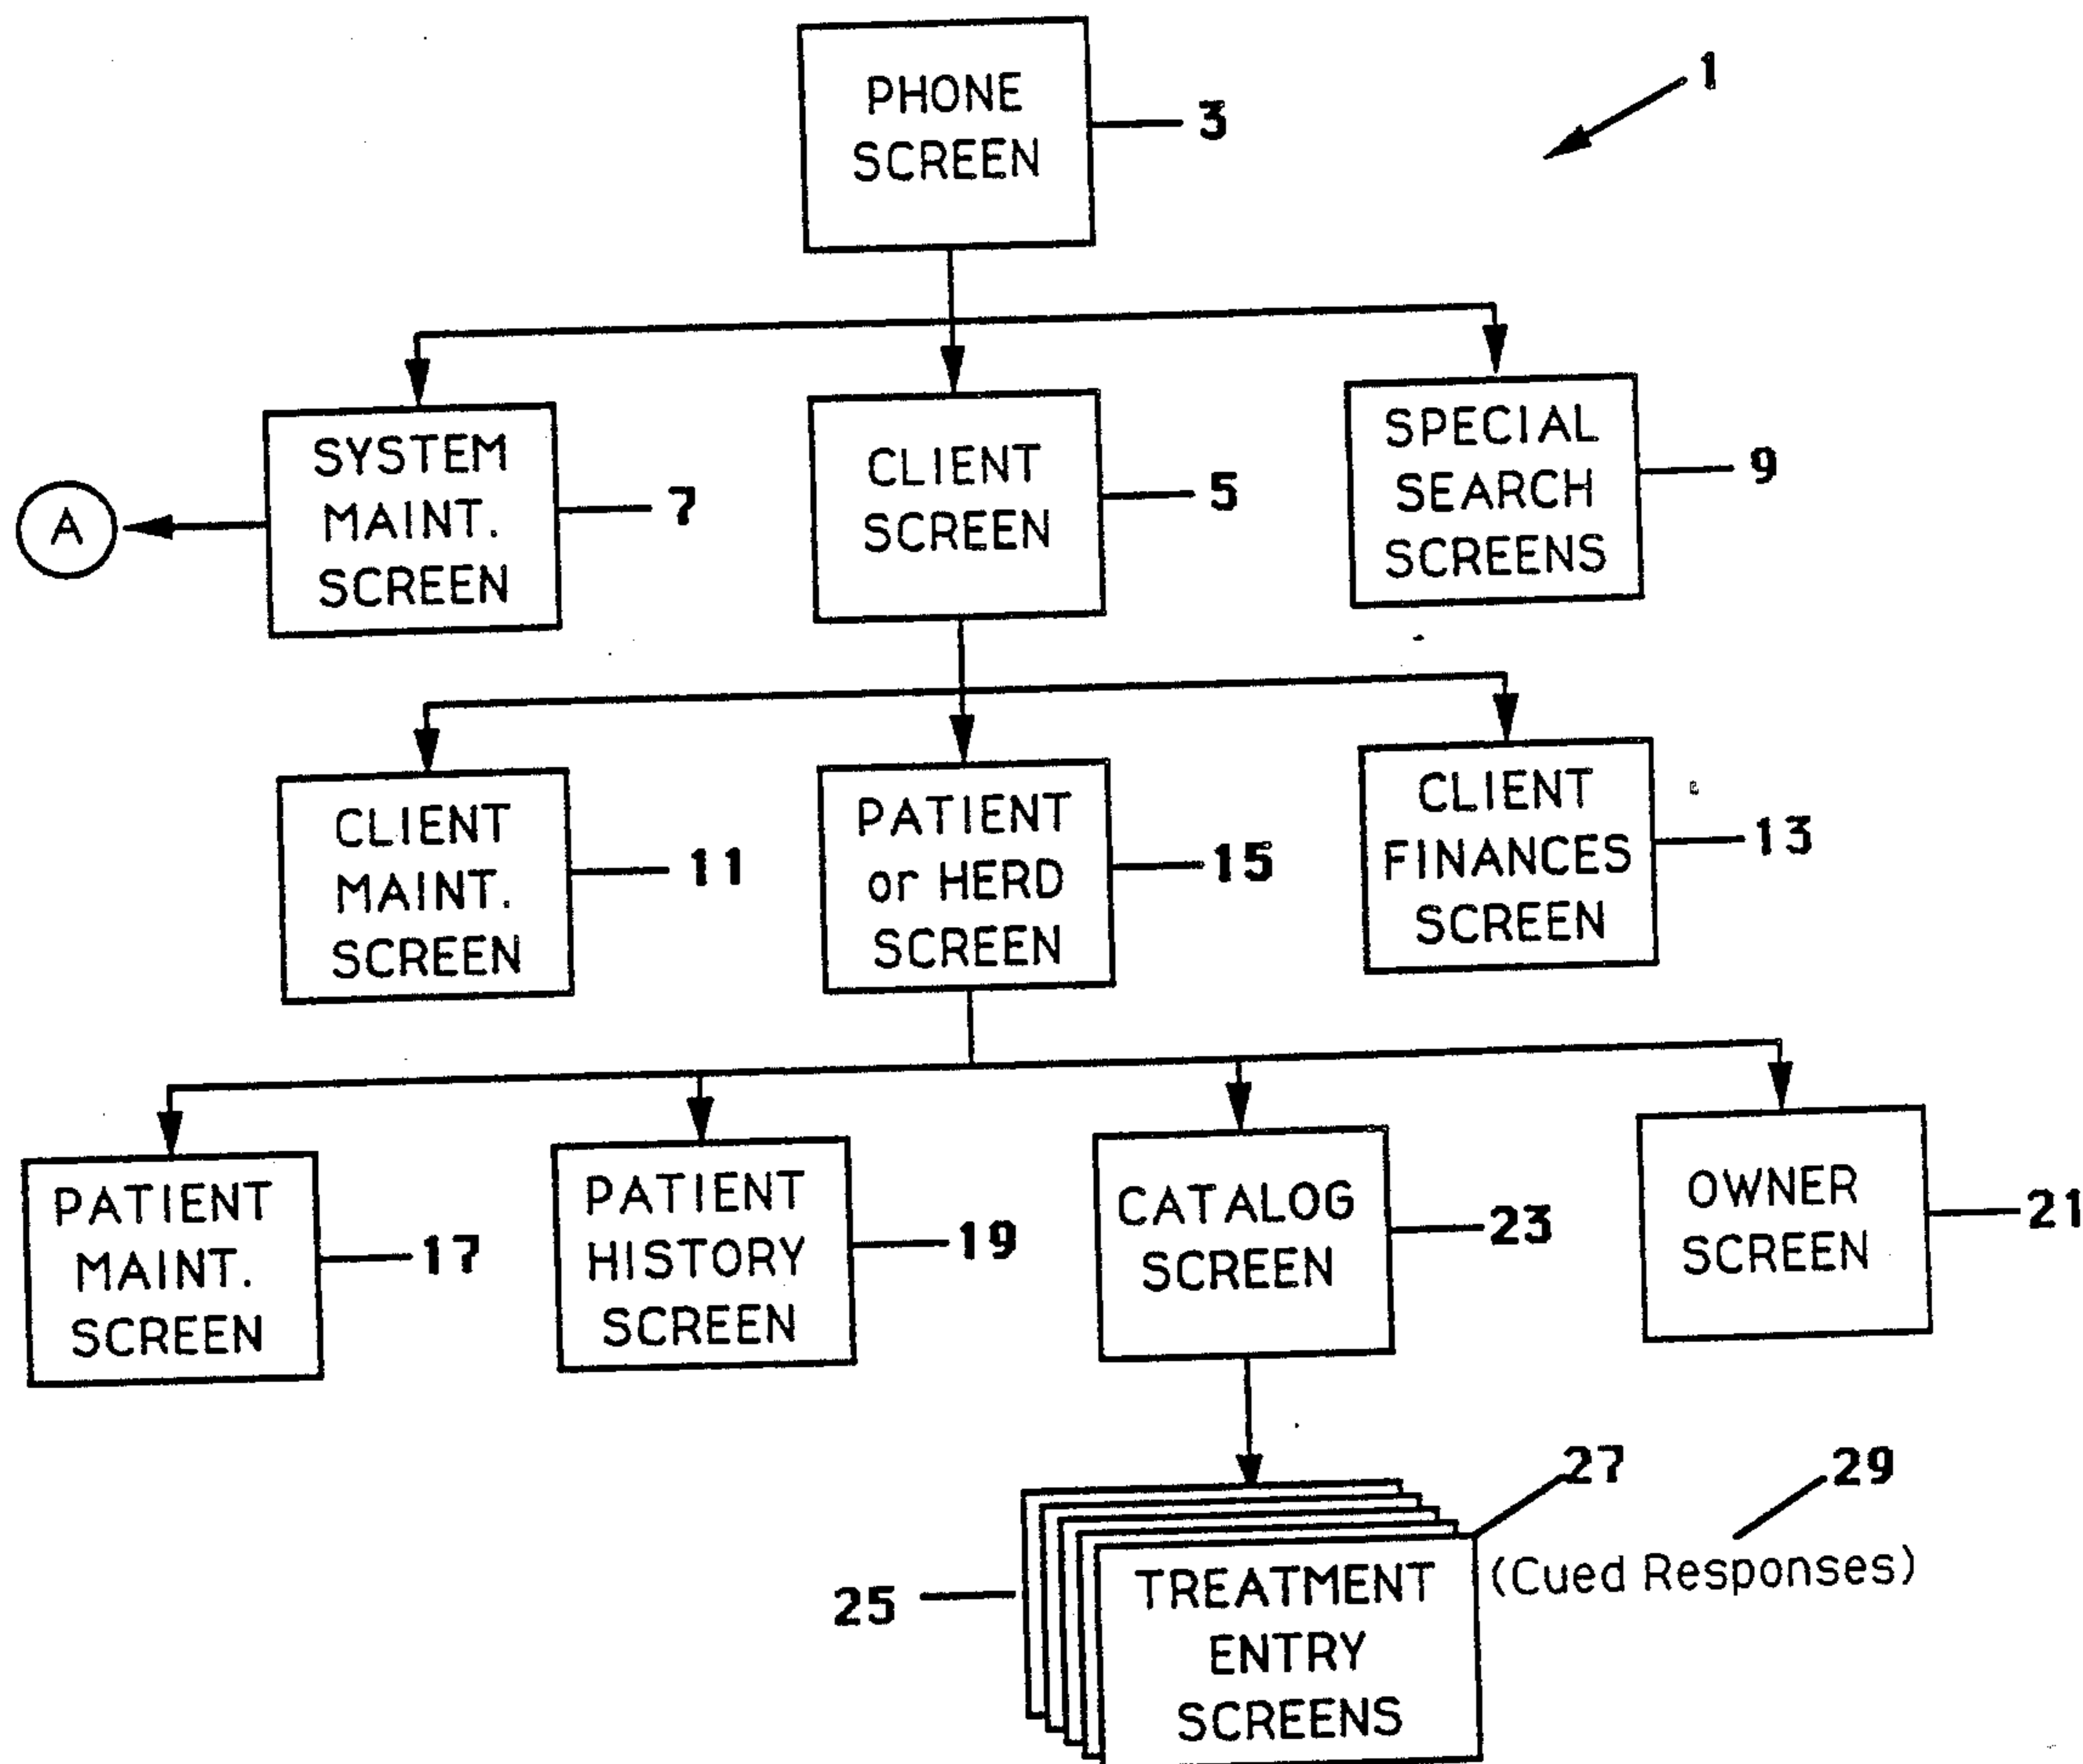 PHONE
SCREEN
3
1
SYSTEM
MAINT.
SCREEN
7
A
CLIENT
SCREEN
5
SPECIAL
SEARCH
SCREENS
9
CLIENT
MAINT.
SCREEN
11
PATIENT
or HERD
SCREEN
15
CLIENT
FINANCES
SCREEN
13
PATIENT
MAINT.
SCREEN
17
PATIENT
HISTORY
SCREEN
19
CATALOG
SCREEN
23
OWNER
SCREEN
21
25
TREATMENT
ENTRY
SCREENS
27
29
(Cued Responses)